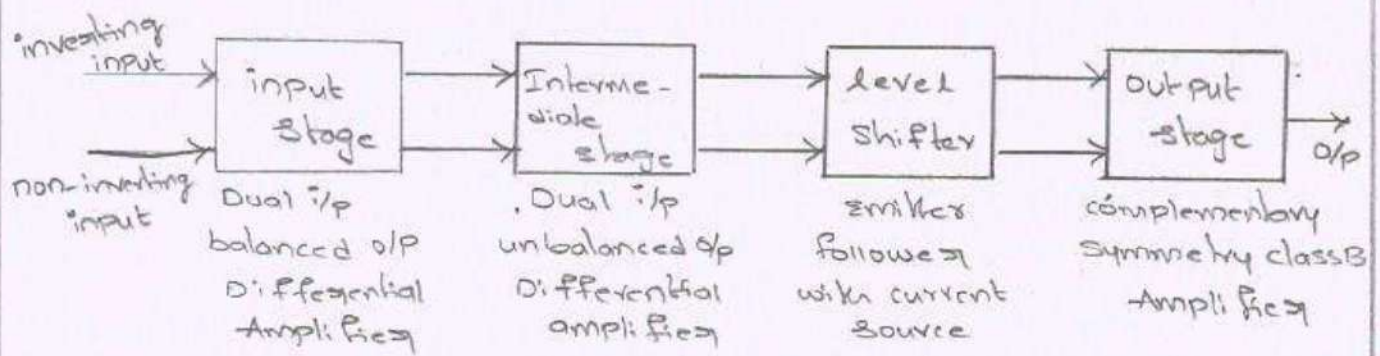 inverting
input
non-inverting
input
input
stage
Dual i/p
balanced o/p
Differential
Amplifier
Interme-
diate
stage
Dual i/p
unbalanced o/p
Differential
amplifier
level
shifter
Emitter
follower
with current
source
output
stage
complementary
symmetry classB
Amplifier
o/p